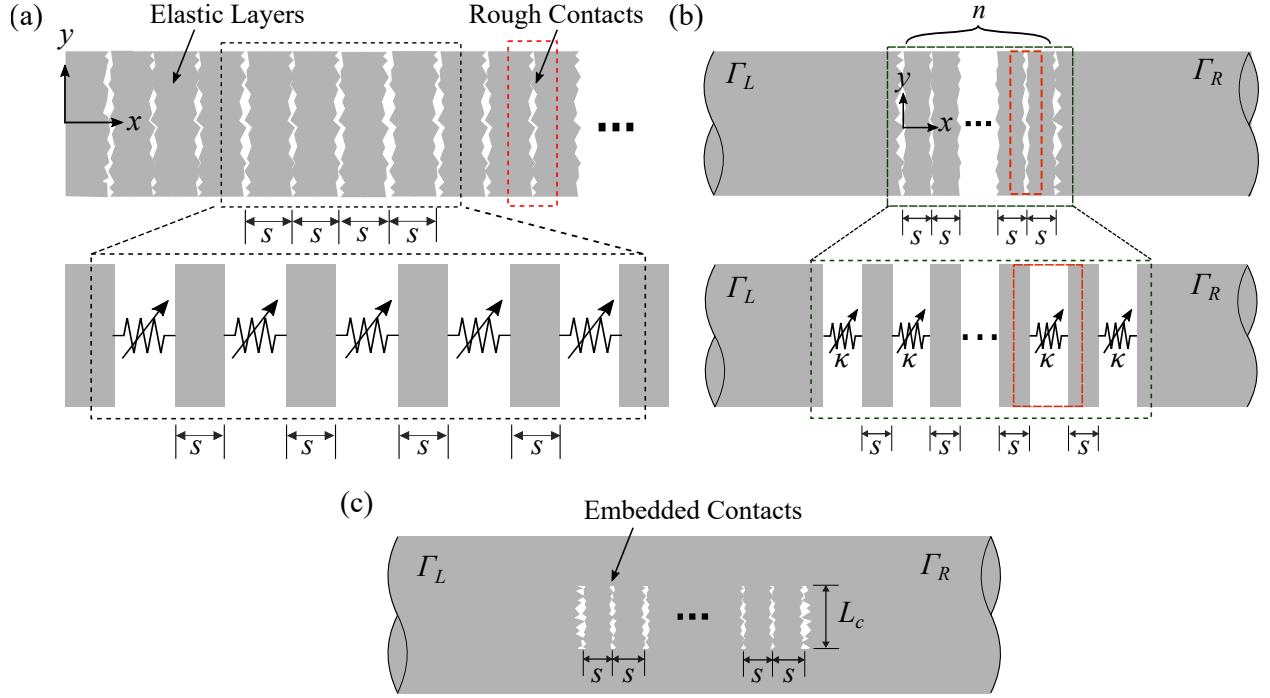 (a)
Elastic Layers
Rough Contacts
y
x
...
s s s s
s s s s
(b)
n
Γ_L
Γ_R
y
x
...
s s s s
Γ_L
Γ_R
κ κ ... κ κ
s s s s
(c)
Embedded Contacts
Γ_L
Γ_R
...
L_c
s s s s